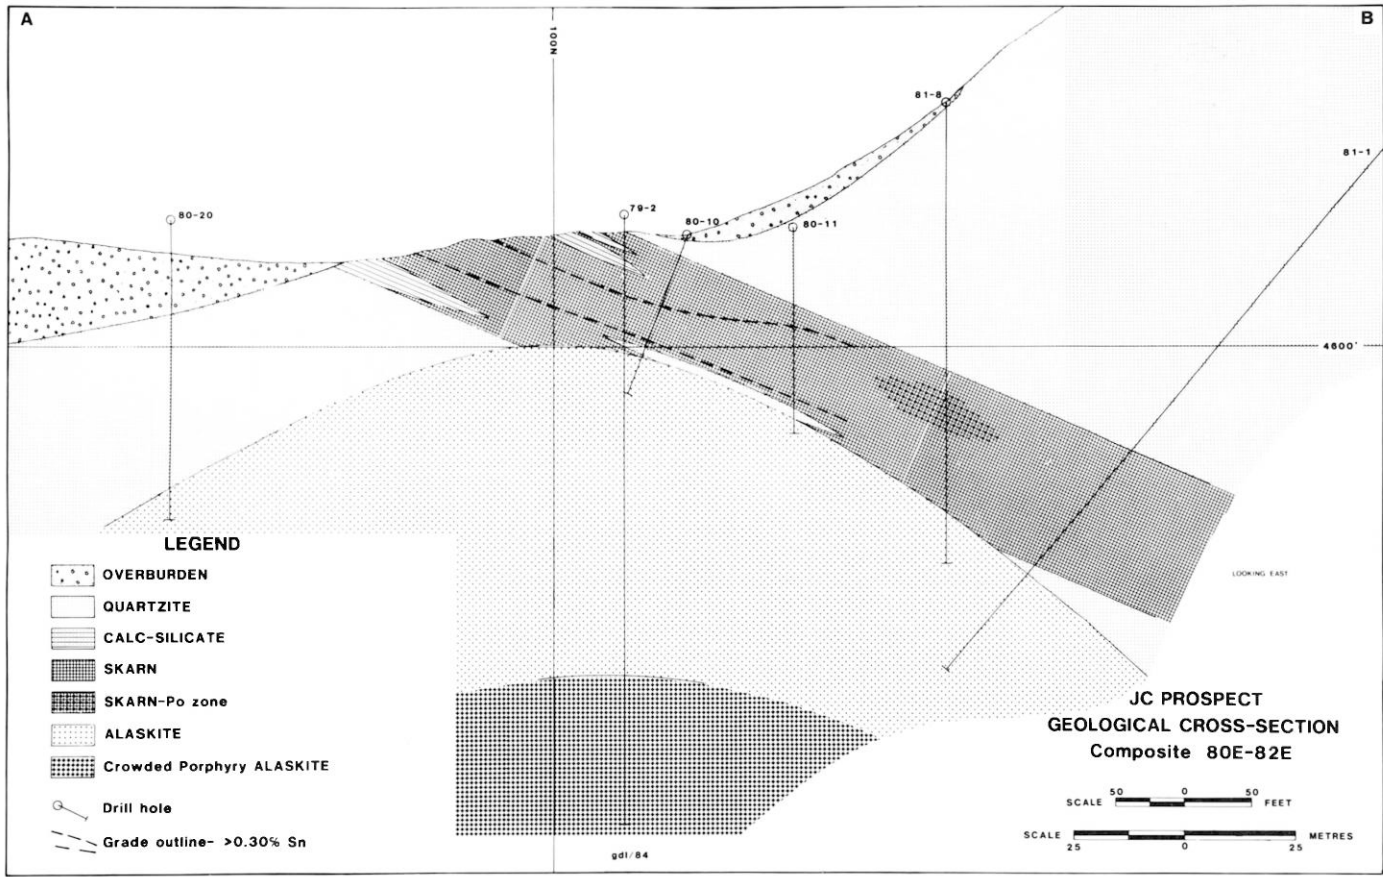 A
B
100N
81-8
81-1
80-20
79-2
80-10
80-11
4600'
LOOKING EAST
LEGEND
OVERBURDEN
QUARTZITE
CALC-SILICATE
SKARN
SKARN-Po zone
ALASKITE
Crowded Porphyry ALASKITE
Drill hole
Grade outline- >0.30% Sn
JC PROSPECT
GEOLOGICAL CROSS-SECTION
Composite 80E-82E
50 0 50
SCALE FEET
SCALE METRES
25 0 25
gdl/84